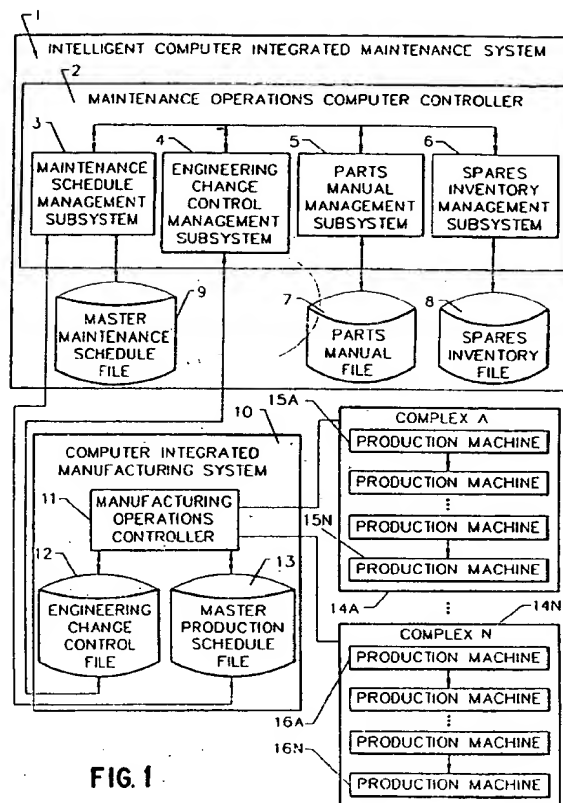 1
INTELLIGENT COMPUTER INTEGRATED MAINTENANCE SYSTEM
2
MAINTENANCE OPERATIONS COMPUTER CONTROLLER
3
4
5
6
MAINTENANCE
SCHEDULE
MANAGEMENT
SUBSYSTEM
ENGINEERING
CHANGE
CONTROL
MANAGEMENT
SUBSYSTEM
PARTS
MANUAL
MANAGEMENT
SUBSYSTEM
SPARES
INVENTORY
MANAGEMENT
SUBSYSTEM
9
MASTER
MAINTENANCE
SCHEDULE
FILE
7
PARTS
MANUAL
FILE
8
SPARES
INVENTORY
FILE
10
COMPUTER INTEGRATED
MANUFACTURING SYSTEM
11
MANUFACTURING
OPERATIONS
CONTROLLER
12
ENGINEERING
CHANGE
CONTROL
FILE
13
MASTER
PRODUCTION
SCHEDULE
FILE
15A
COMPLEX A
PRODUCTION MACHINE
PRODUCTION MACHINE
15N
PRODUCTION MACHINE
PRODUCTION MACHINE
14A
14N
COMPLEX N
PRODUCTION MACHINE
16A
PRODUCTION MACHINE
PRODUCTION MACHINE
16N
PRODUCTION MACHINE
FIG. 1